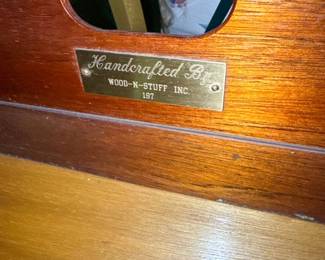 Handcrafted By
WOOD-N-STUFF INC.
197